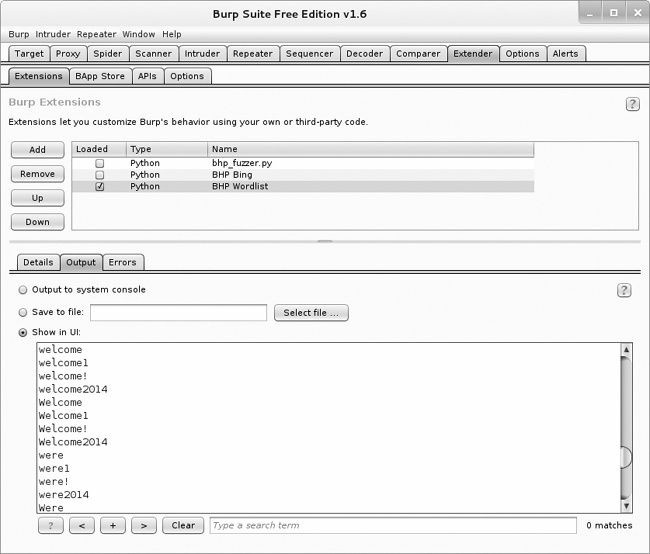 Burp Suite Free Edition v1.6
Burp Intruder Repeater Window Help
Target Proxy Spider Scanner Intruder Repeater Sequencer Decoder Comparer Extender Options Alerts
Extensions BApp Store APIs Options
Burp Extensions
?
Extensions let you customize Burp's behavior using your own or third-party code.
Add
Remove
Up
Down
Loaded Type Name
Python bhp_fuzzer.py
Python BHP Bing
Python BHP Wordlist
Details Output Errors
Output to system console
?
Save to file: Select file ...
Show in UI:
welcome
welcome1
welcome!
welcome2014
Welcome
Welcome1
Welcome!
Welcome2014
were
were1
were!
were2014
Were
? < + > Clear Type a search term 0 matches